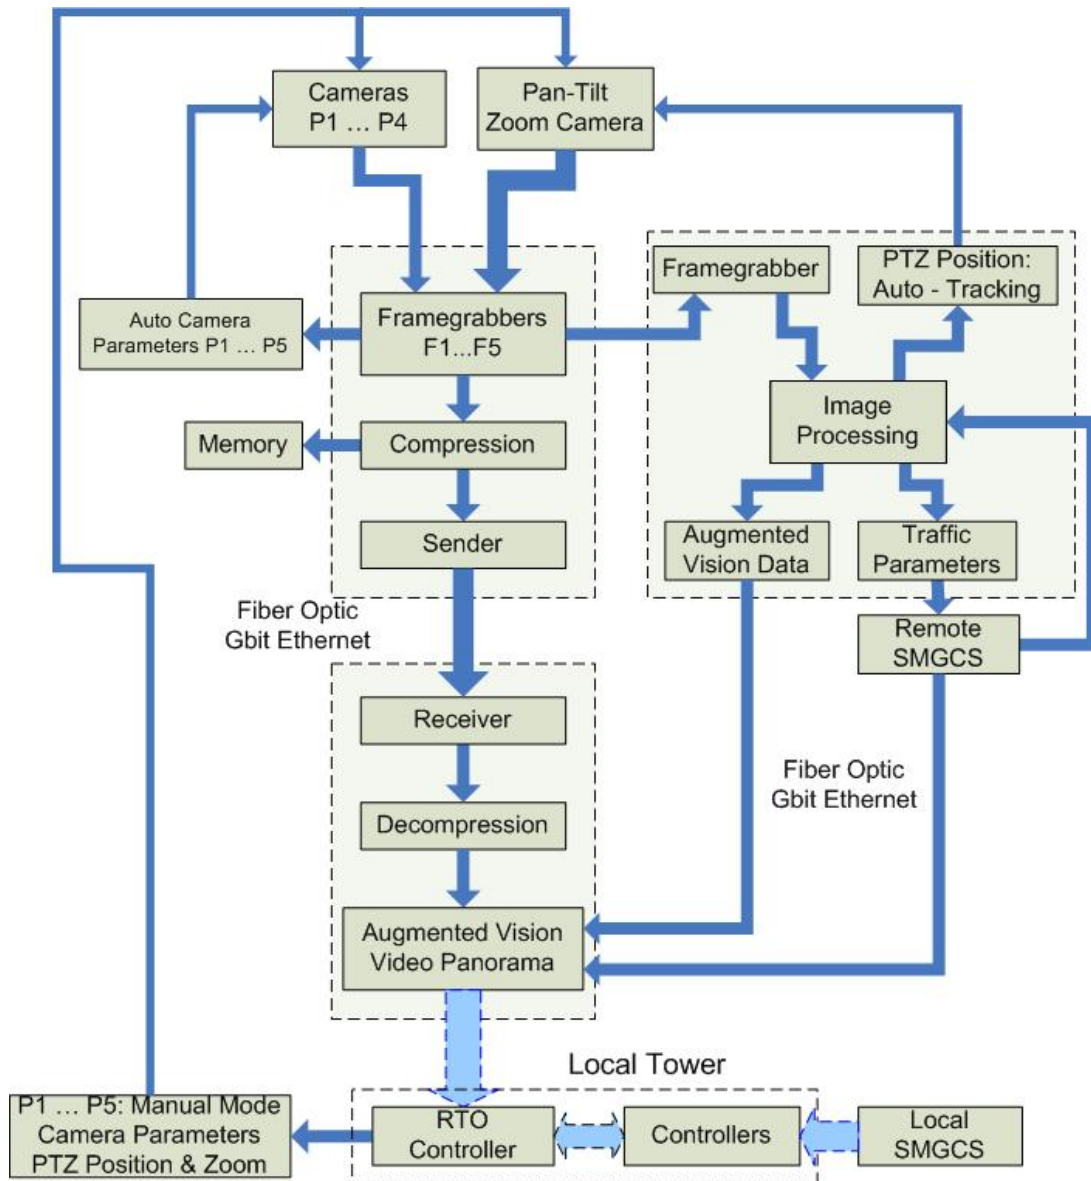 Cameras
P1 ... P4
Pan-Tilt
Zoom Camera
Framegrabber
PTZ Position:
Auto - Tracking
Auto Camera
Parameters P1 ... P5
Framegrabbers
F1...F5
Image
Processing
Memory
Compression
Sender
Augmented
Vision Data
Traffic
Parameters
Fiber Optic
Gbit Ethernet
Remote
SMGCS
Receiver
Fiber Optic
Gbit Ethernet
Decompression
Augmented Vision
Video Panorama
Local Tower
P1 ... P5: Manual Mode
Camera Parameters
PTZ Position & Zoom
RTO
Controller
Controllers
Local
SMGCS